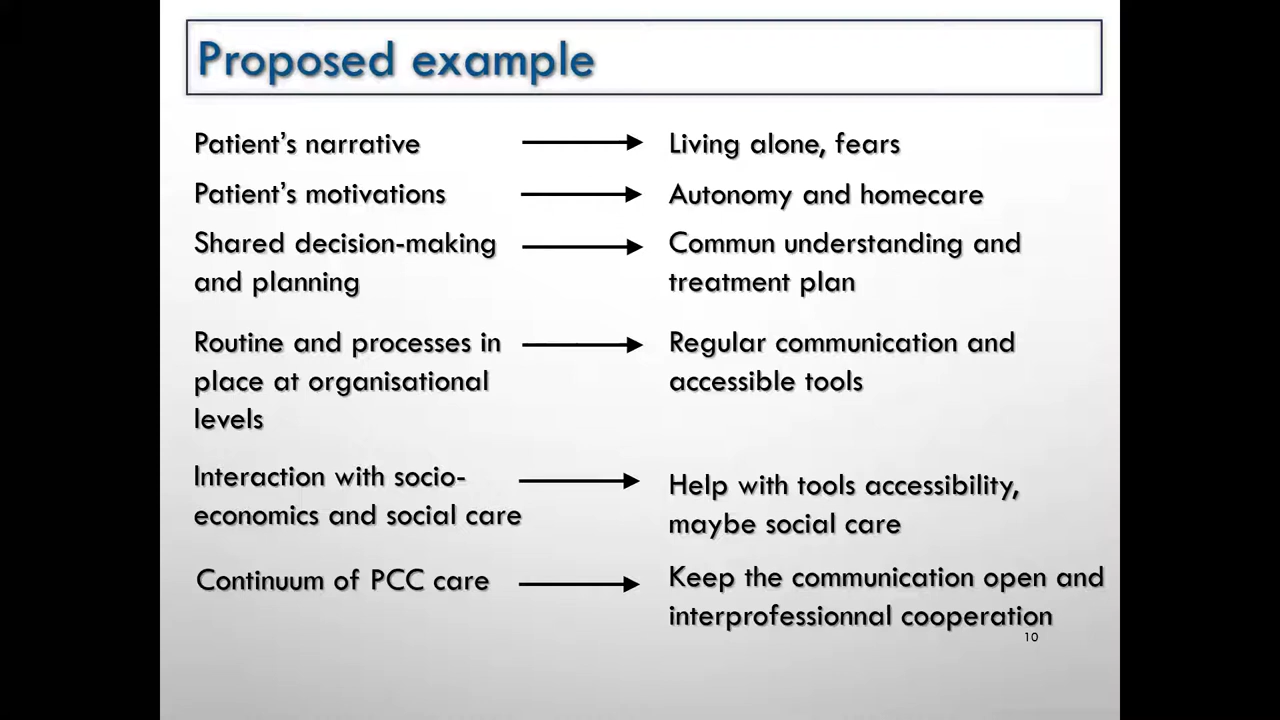 Proposed example
Patient's narrative
Living alone, fears
Patient's motivations
Autonomy and homecare
Shared decision-making
and planning
Commun understanding and
treatment plan
Routine and processes in
place at organisational
levels
Regular communication and
accessible tools
Interaction with socio-
economics and social care
Help with tools accessibility,
maybe social care
Continuum of PCC care
Keep the communication open and
interprofessionnal cooperation
10